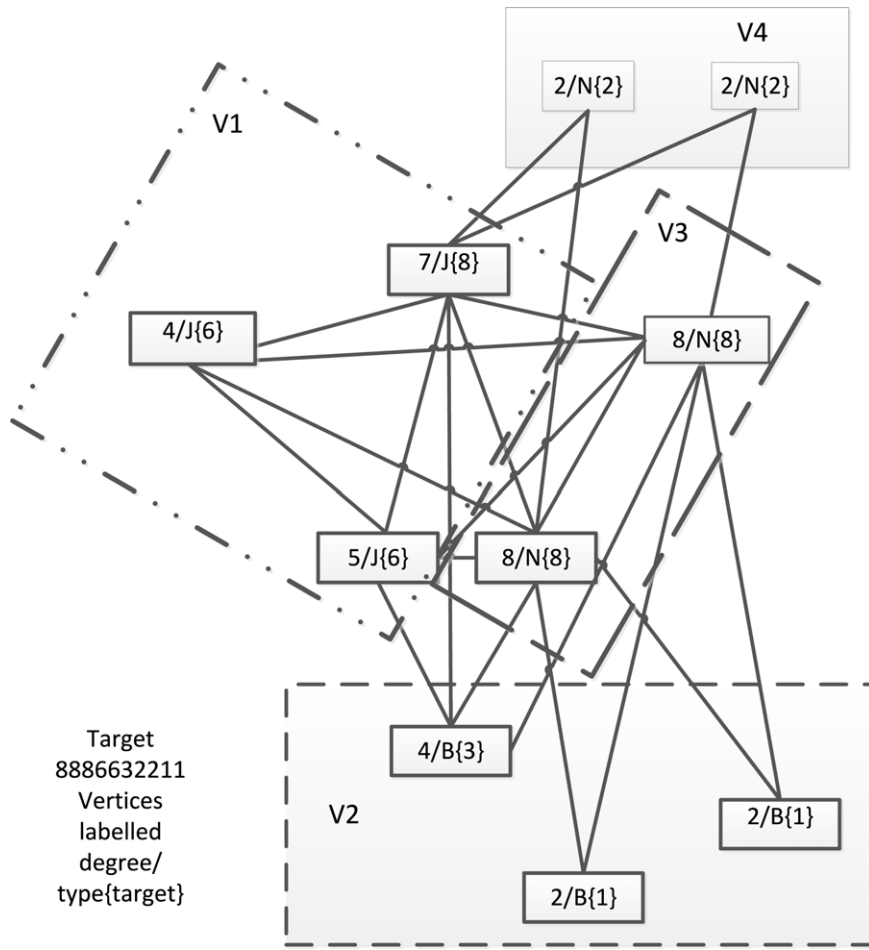 V4
2/N{2}
2/N{2}
V1
V3
7/J{8}
4/J{6}
8/N{8}
5/J{6}
8/N{8}
4/B{3}
V2
2/B{1}
2/B{1}
Target
8886632211
Vertices
labelled
degree/
type{target}